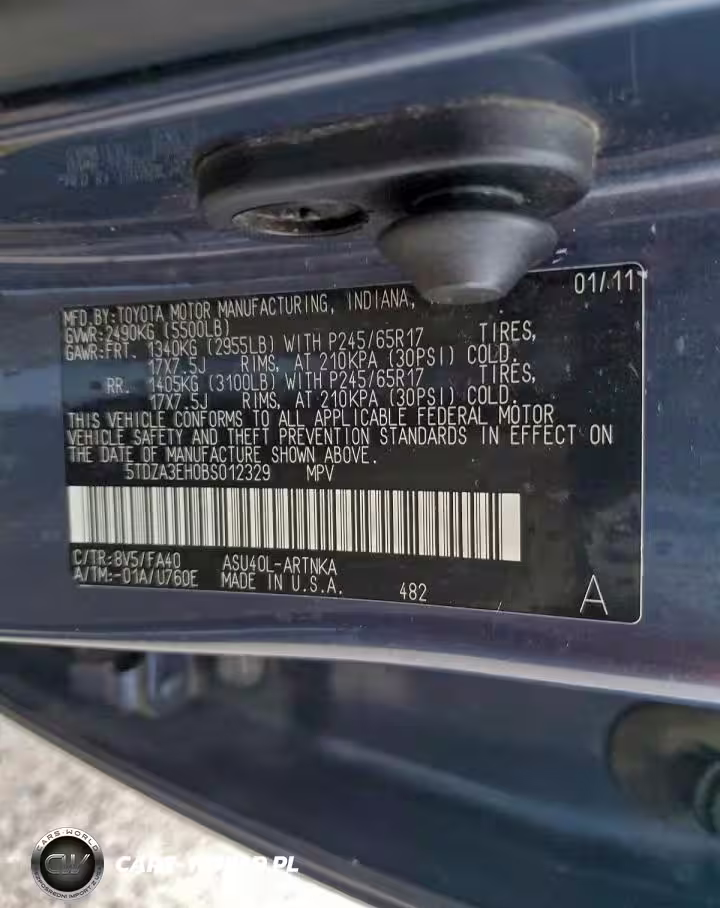 01/11
MFD.BY:TOYOTA MOTOR MANUFACTURING, INDIANA,
GVWR:2490KG (5500LB)
GAWR:FRT. 1340KG (2955LB) WITH P245/65R17 TIRES,
17X7.5J RIMS, AT 210KPA (30PSI) COLD.
RR. 1405KG (3100LB) WITH P245/65R17 TIRES,
17X7.5J RIMS, AT 210KPA (30PSI) COLD.
THIS VEHICLE CONFORMS TO ALL APPLICABLE FEDERAL MOTOR
VEHICLE SAFETY AND THEFT PREVENTION STANDARDS IN EFFECT ON
THE DATE OF MANUFACTURE SHOWN ABOVE.
5TDZA3EH0BS012329 MPV
C/TR:8V5/FA40 ASU40L-ARTNKA
A/TM:-01A/U760E MADE IN U.S.A. 482 A
CARS-WORLD
CW
CARS-WORLD.PL